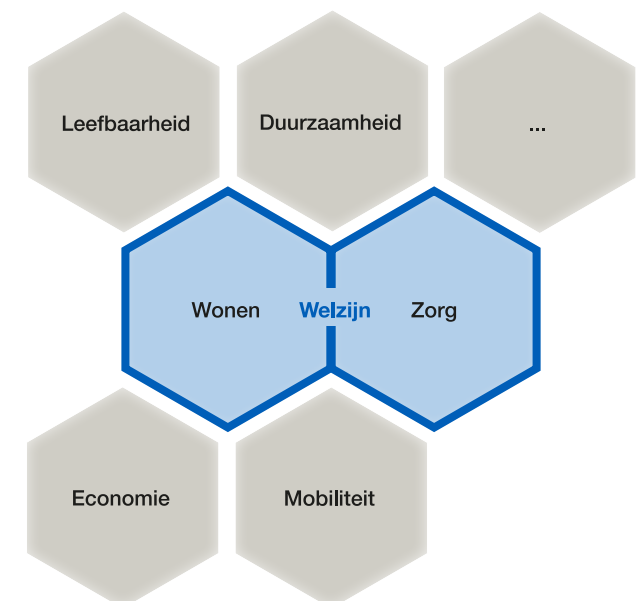 Leefbaarheid
Duurzaamheid
...
Wonen
Welzijn
Zorg
Economie
Mobiliteit